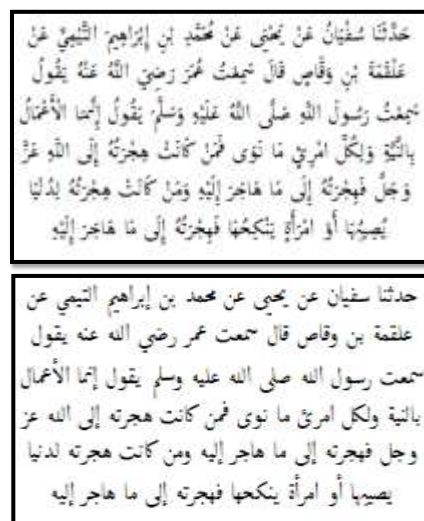 حَدَّثَنَا سُفْيَانُ عَنْ يَحْيَى عَنْ مُحَمَّدِ بْنِ إِبْرَاهِيمَ التَّيْمِيِّ عَنْ
عَلْقَمَةَ بْنِ وَقَّاصٍ قَالَ سَمِعْتُ عُمَرَ رَضِيَ اللَّهُ عَنْهُ يَقُولُ
سَمِعْتُ رَسُولَ اللَّهِ صَلَّى اللَّهُ عَلَيْهِ وَسَلَّمَ يَقُولُ إِنَّمَا الْأَعْمَالُ
بِالنِّيَّةِ وَلِكُلِّ امْرِئٍ مَا نَوَى فَمَنْ كَانَتْ هِجْرَتُهُ إِلَى اللَّهِ عَزَّ
وَجَلَّ فَهِجْرَتُهُ إِلَى مَا هَاجَرَ إِلَيْهِ وَمَنْ كَانَتْ هِجْرَتُهُ لِدُنْيَا
يُصِيبُهَا أَوْ امْرَأَةٍ يَنْكِحُهَا فَهِجْرَتُهُ إِلَى مَا هَاجَرَ إِلَيْهِ
حدثنا سفيان عن يحيى عن محمد بن إبراهيم التيمي عن
علقمة بن وقاص قال سمعت عمر رضي الله عنه يقول
سمعت رسول الله صلى الله عليه وسلم يقول إنما الأعمال
بالنية ولكل امرئ ما نوى فمن كانت هجرته إلى الله عز
وجل فهجرته إلى ما هاجر إليه ومن كانت هجرته لدنيا
يصيبها أو امرأة ينكحها فهجرته إلى ما هاجر إليه